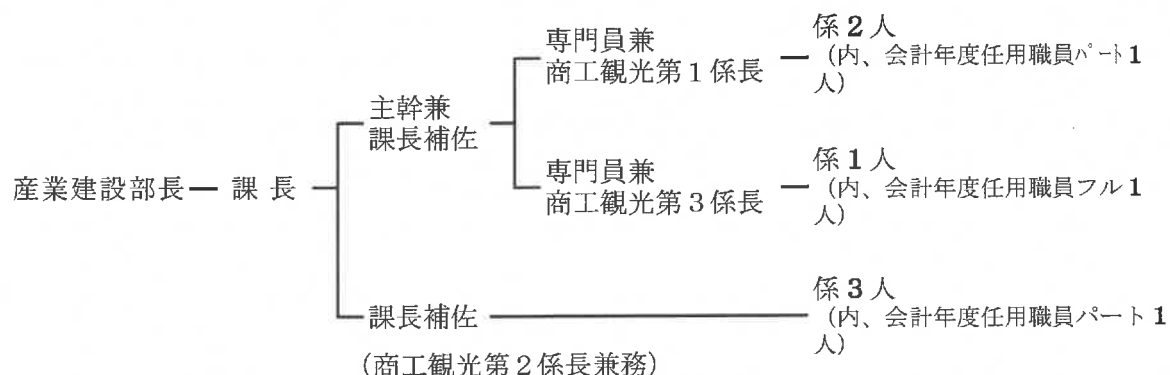 産業建設部長
課長
主幹兼
課長補佐
専門員兼
商工観光第1係長
係2人
(内、会計年度任用職員パート1
人)
専門員兼
商工観光第3係長
係1人
(内、会計年度任用職員フル1
人)
課長補佐
(商工観光第2係長兼務)
係3人
(内、会計年度任用職員パート1
人)